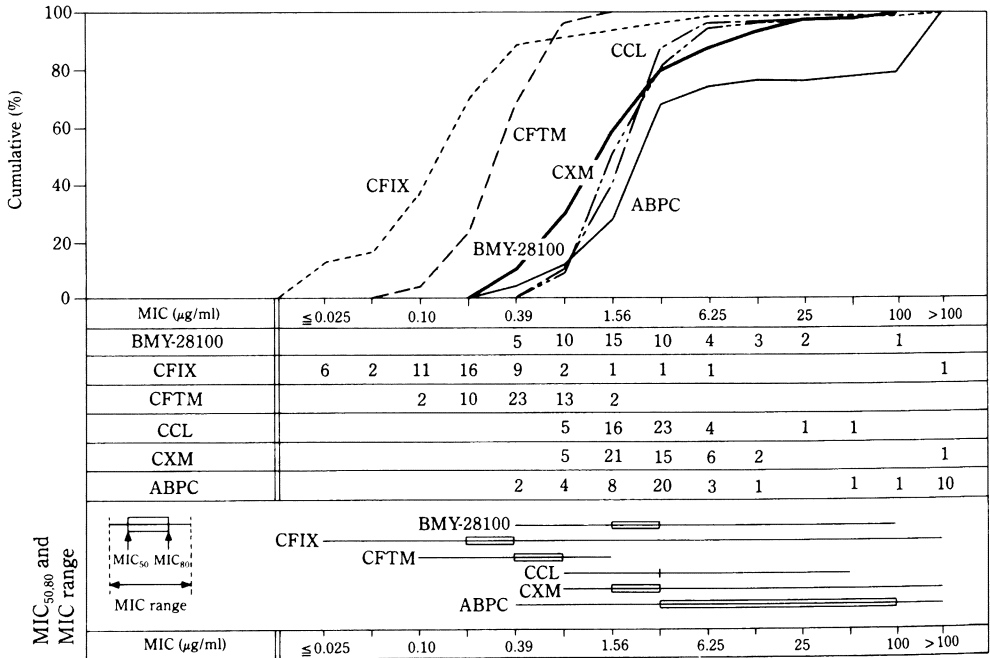 100
80
60
40
20
0
Cumulative (%)
CCL
CFTM
CXM
CFIX
ABPC
BMY-28100
MIC (μg/ml) ≦0.025 0.10 0.39 1.56 6.25 25 100 >100
BMY-28100 5 10 15 10 4 3 2 1
CFIX 6 2 11 16 9 2 1 1 1 1
CFTM 2 10 23 13 2
CCL 5 16 23 4 1 1
CXM 5 21 15 6 2 1
ABPC 2 4 8 20 3 1 1 1 10
MIC50,80 and
MIC range
MIC50 MIC80
MIC range
BMY-28100
CFIX
CFTM
CCL
CXM
ABPC
MIC (μg/ml) ≦0.025 0.10 0.39 1.56 6.25 25 100 >100